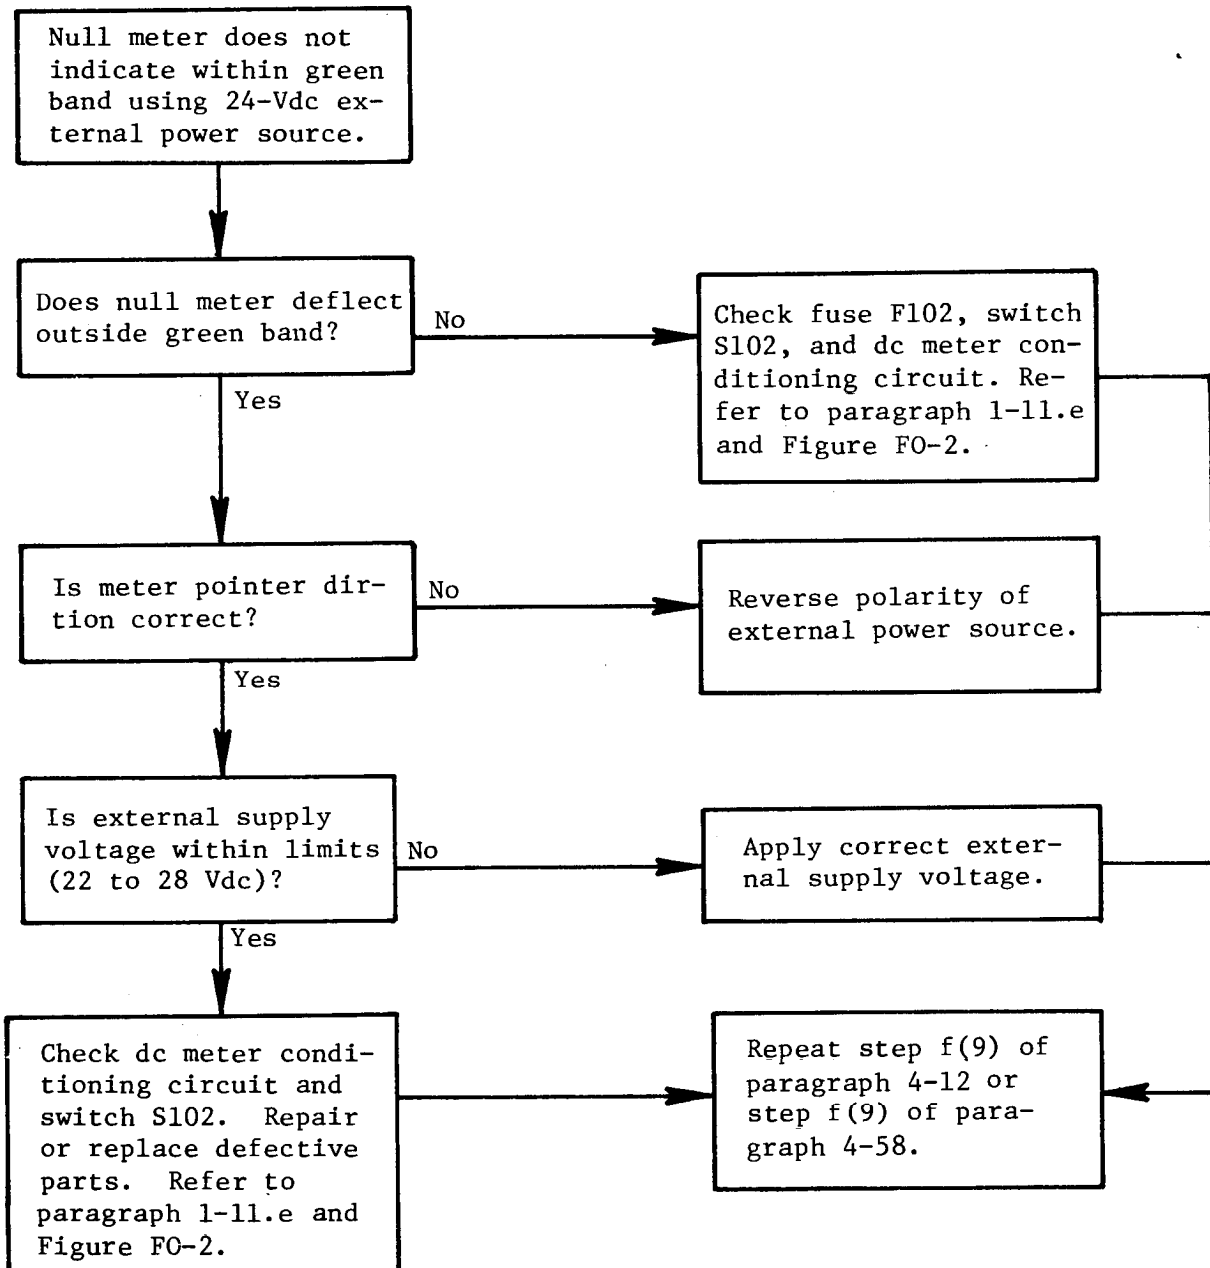 Null meter does not
indicate within green
band using 24-Vdc ex-
ternal power source.
Does null meter deflect
outside green band?
No
Yes
Check fuse F102, switch
S102, and dc meter con-
ditioning circuit. Re-
fer to paragraph 1-11.e
and Figure FO-2.
Is meter pointer dir-
tion correct?
No
Yes
Reverse polarity of
external power source.
Is external supply
voltage within limits
(22 to 28 Vdc)?
No
Yes
Apply correct exter-
nal supply voltage.
Check dc meter condi-
tioning circuit and
switch S102. Repair
or replace defective
parts. Refer to
paragraph 1-11.e and
Figure FO-2.
Repeat step f(9) of
paragraph 4-12 or
step f(9) of para-
graph 4-58.